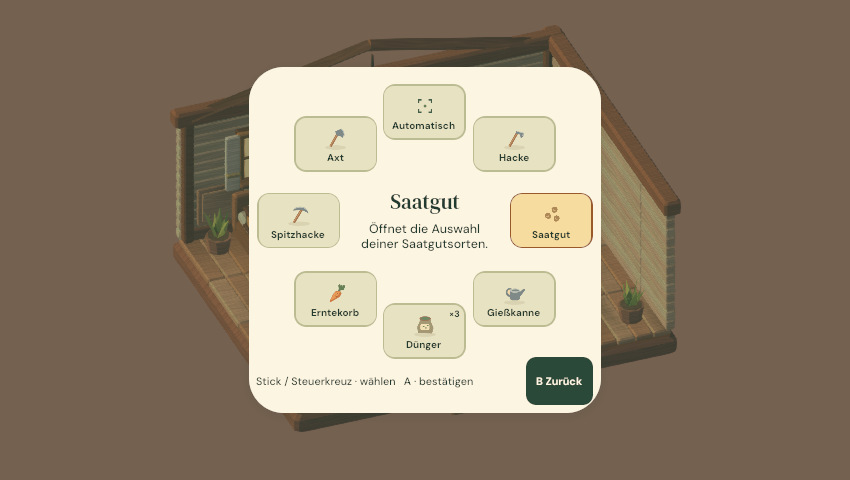 Automatisch
Axt
Hacke
Saatgut
Öffnet die Auswahl
deiner Saatgutsorten.
Spitzhacke
Saatgut
Erntekorb
×3
Dünger
Gießkanne
Stick / Steuerkreuz · wählen A · bestätigen
B Zurück